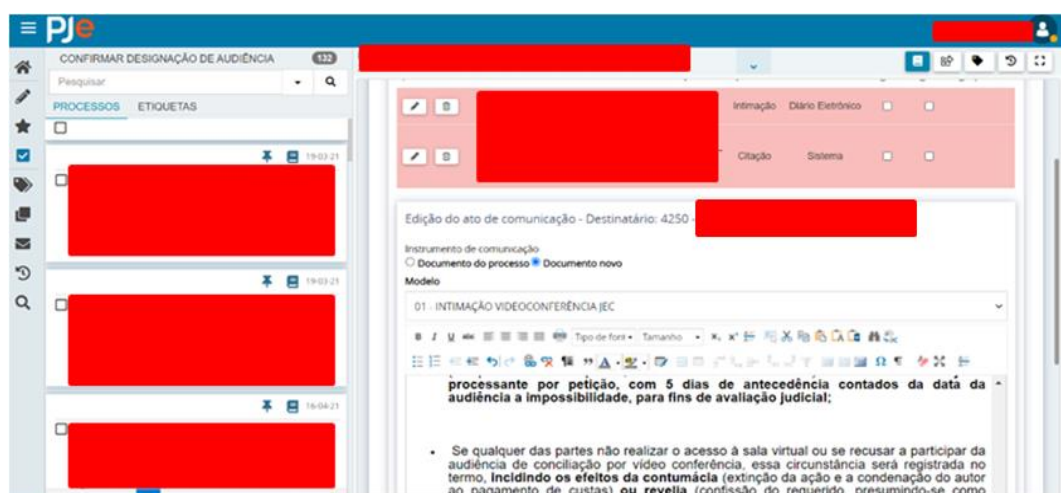 PJe
CONFIRMAR DESIGNAÇÃO DE AUDIÊNCIA 122
Pesquisar
PROCESSOS ETIQUETAS
19-03-21
19-03-21
16-04-21
Intimação Diário Eletrônico
Citação Sistema
Edição do ato de comunicação - Destinatário: 4250 -
Instrumento de comunicação
Documento do processo Documento novo
Modelo
01 - INTIMAÇÃO VIDEOCONFERÊNCIA JEC
B I U abc Tipo de font Tamanho
processante por petição, com 5 dias de antecedência contados da data da
audiência a impossibilidade, para fins de avaliação judicial;
• Se qualquer das partes não realizar o acesso à sala virtual ou se recusar a participar da
audiência de conciliação por vídeo conferência, essa circunstância será registrada no
termo, incidindo os efeitos da contumácia (extinção da ação e a condenação do autor
ao pagamento de custas) ou revelia (confissão do requerido, presumindo-se como